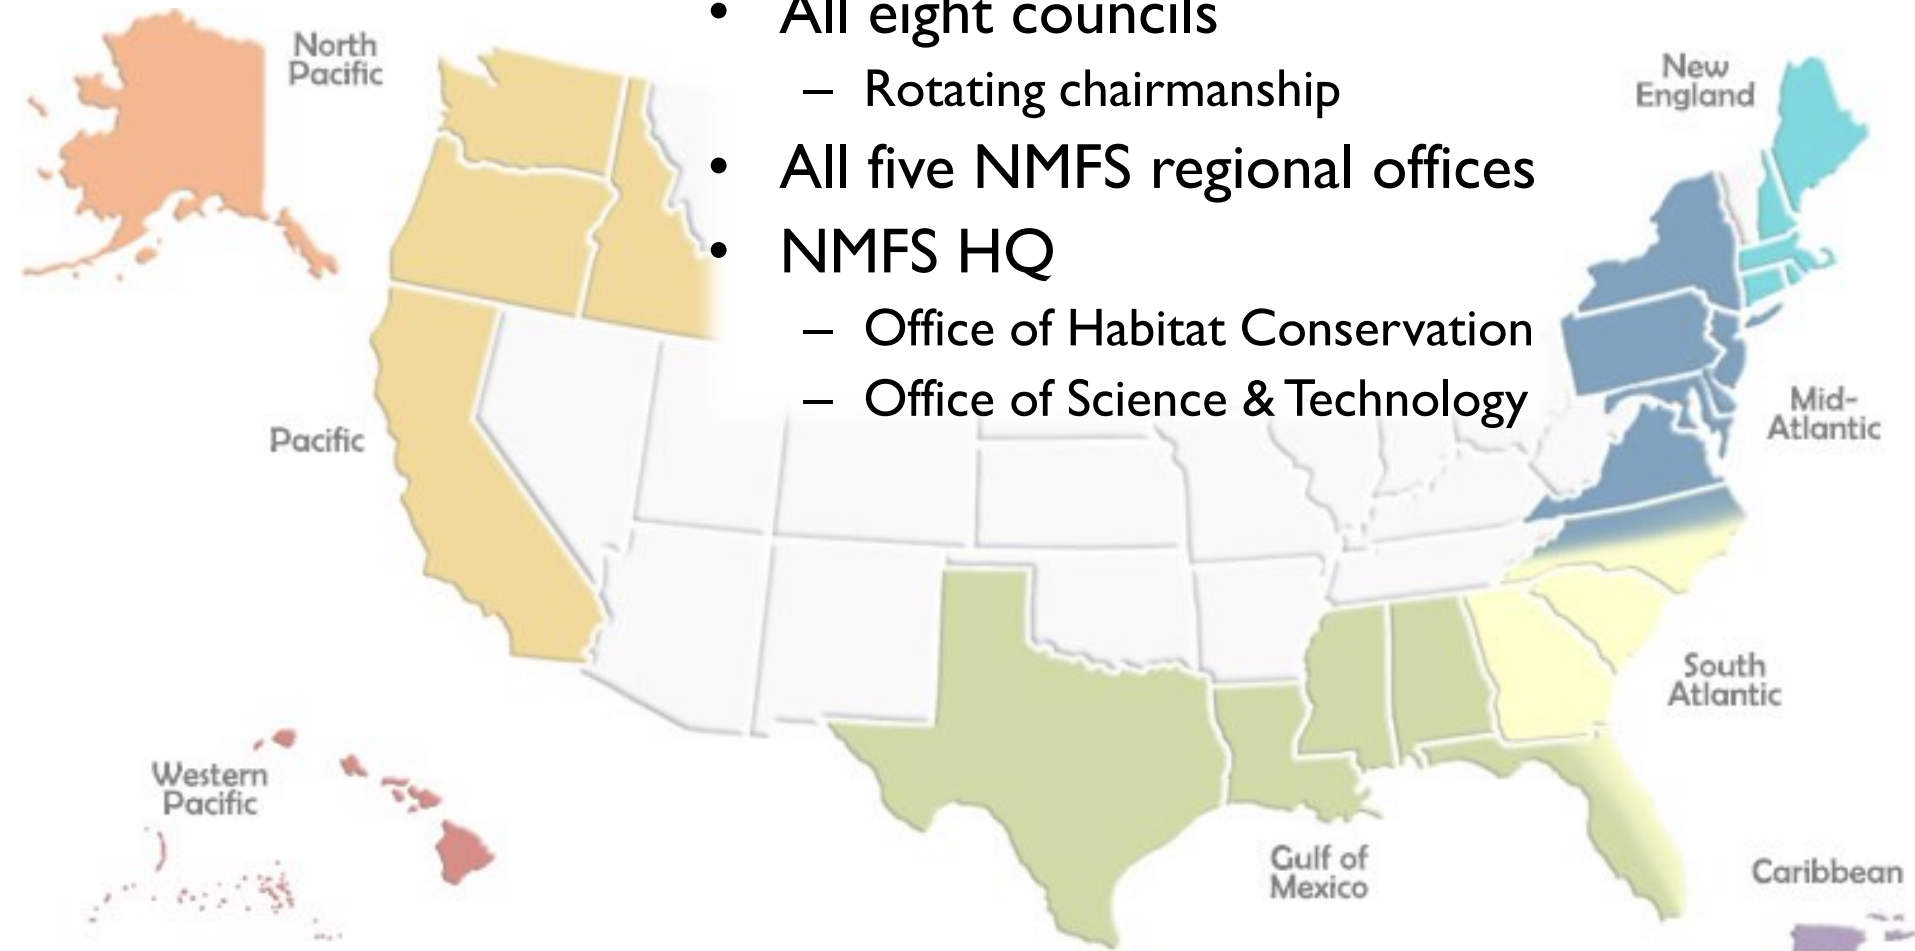 • All eight councils
– Rotating chairmanship
• All five NMFS regional offices
• NMFS HQ
– Office of Habitat Conservation
– Office of Science & Technology
North
Pacific
New
England
Pacific
Mid-
Atlantic
South
Atlantic
Western
Pacific
Gulf of
Mexico
Caribbean